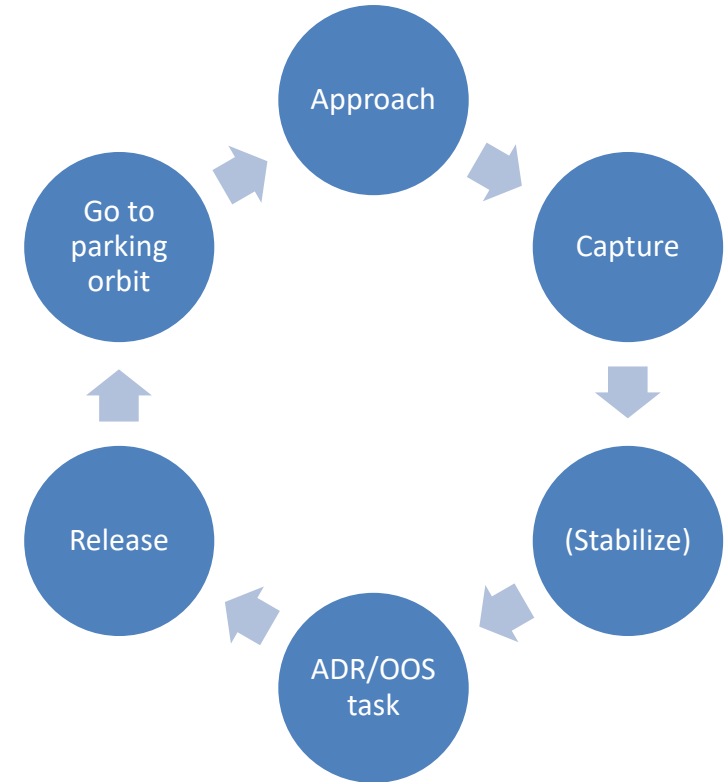 Approach
Capture
(Stabilize)
ADR/OOS
task
Release
Go to
parking
orbit